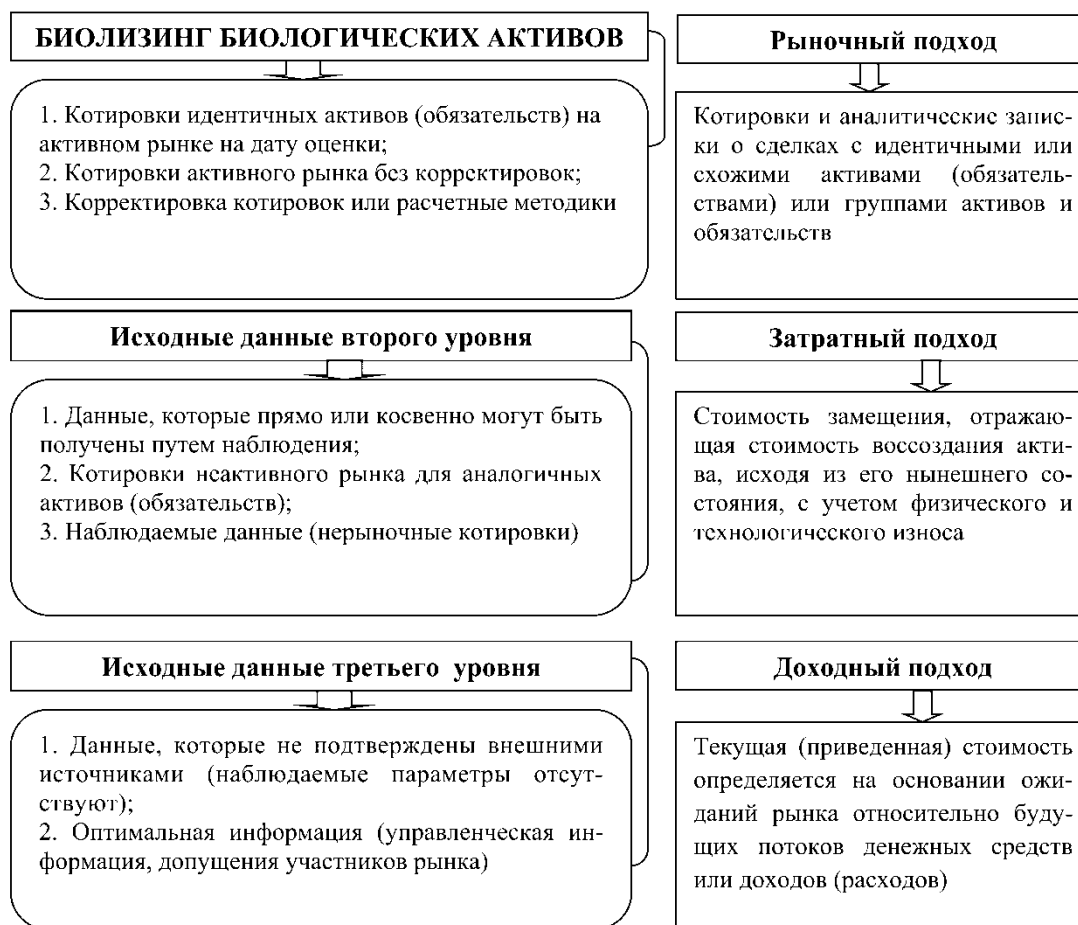 БИОЛИЗИНГ БИОЛОГИЧЕСКИХ АКТИВОВ
1. Котировки идентичных активов (обязательств) на
активном рынке на дату оценки;
2. Котировки активного рынка без корректировок;
3. Корректировка котировок или расчетные методики
Рыночный подход
Котировки и аналитические запис-
ки о сделках с идентичными или
схожими активами (обязатель-
ствами) или группами активов и
обязательств
Исходные данные второго уровня
1. Данные, которые прямо или косвенно могут быть
получены путем наблюдения;
2. Котировки неактивного рынка для аналогичных
активов (обязательств);
3. Наблюдаемые данные (нерыночные котировки)
Затратный подход
Стоимость замещения, отражаю-
щая стоимость воссоздания акти-
ва, исходя из его нынешнего со-
стояния, с учетом физического и
технологического износа
Исходные данные третьего уровня
1. Данные, которые не подтверждены внешними
источниками (наблюдаемые параметры отсут-
ствуют);
2. Оптимальная информация (управленческая ин-
формация, допущения участников рынка)
Доходный подход
Текущая (приведенная) стоимость
определяется на основании ожи-
даний рынка относительно буду-
щих потоков денежных средств
или доходов (расходов)